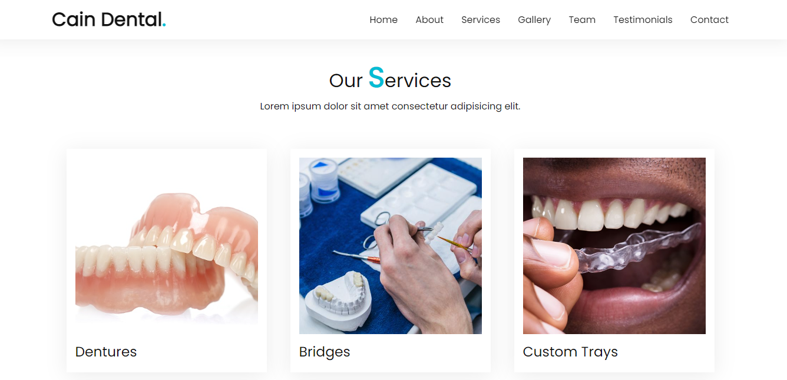 Cain Dental.
Home About Services Gallery Team Testimonials Contact
Our Services
Lorem ipsum dolor sit amet consectetur adipisicing elit.
Dentures
Bridges
Custom Trays